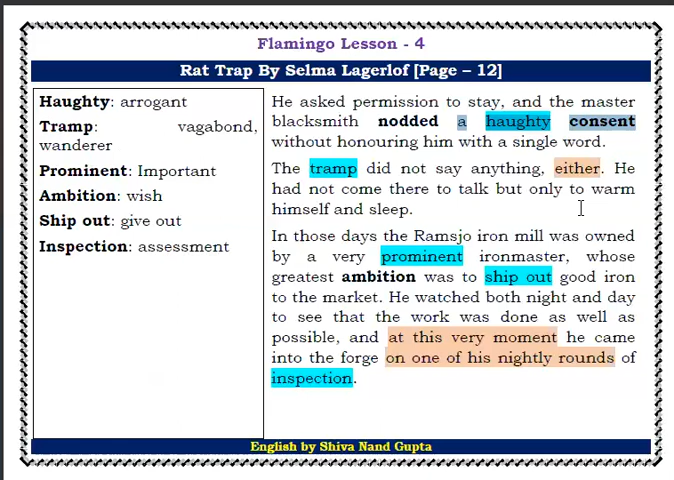 Flamingo Lesson - 4
Rat Trap By Selma Lagerlof [Page – 12]
Haughty: arrogant
Tramp: vagabond,
wanderer
Prominent: Important
Ambition: wish
Ship out: give out
Inspection: assessment
He asked permission to stay, and the master
blacksmith nodded a haughty consent
without honouring him with a single word.
The tramp did not say anything, either. He
had not come there to talk but only to warm
himself and sleep.
In those days the Ramsjo iron mill was owned
by a very prominent ironmaster, whose
greatest ambition was to ship out good iron
to the market. He watched both night and day
to see that the work was done as well as
possible, and at this very moment he came
into the forge on one of his nightly rounds of
inspection.
English by Shiva Nand Gupta